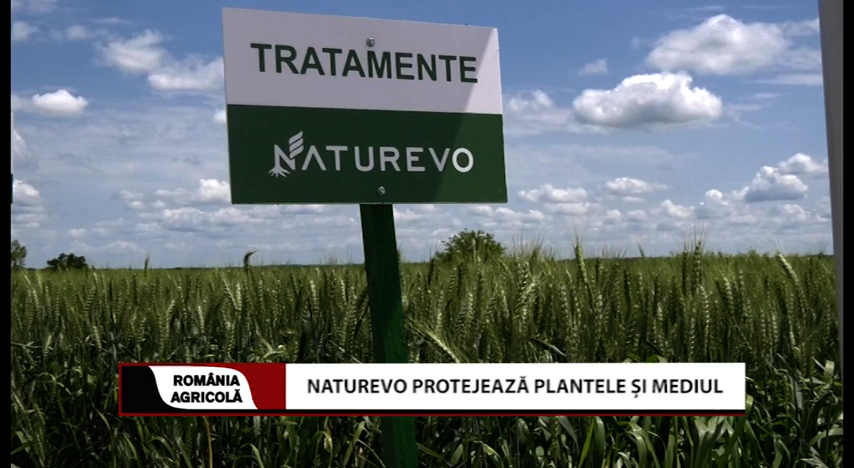 TRATAMENTE
NATUREVO
ROMÂNIA
AGRICOLĂ
NATUREVO PROTEJEAZĂ PLANTELE ȘI MEDIUL